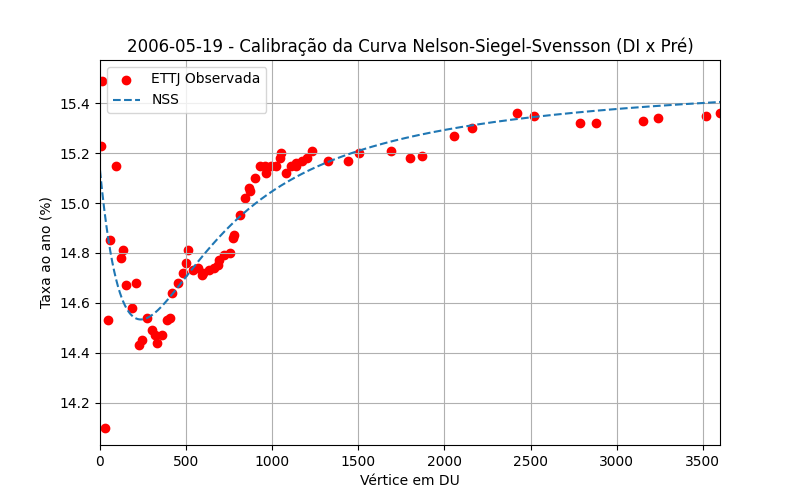 2006-05-19 - Calibração da Curva Nelson-Siegel-Svensson (DI x Pré)
ETTJ Observada
NSS
Taxa ao ano (%)
15.4
15.2
15.0
14.8
14.6
14.4
14.2
0 500 1000 1500 2000 2500 3000 3500
Vértice em DU